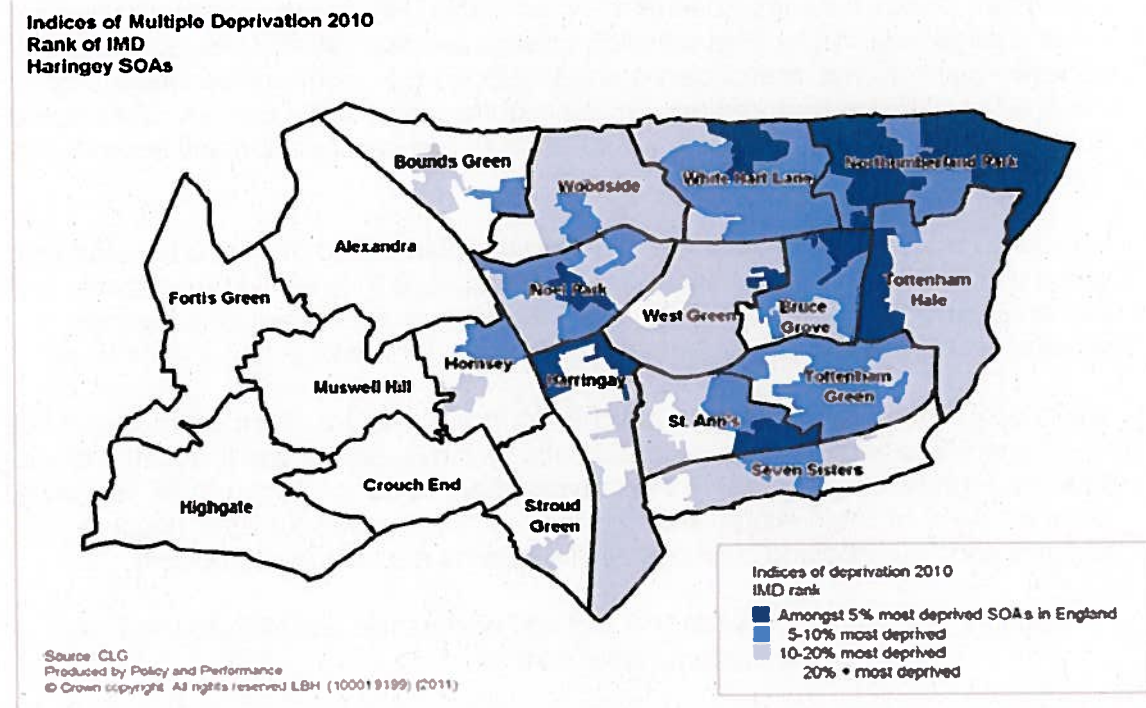 Indices of Multiple Deprivation 2010
Rank of IMD
Haringey SOAs
Bounds Green
Woodside
White Hart Lane
Northumberland Park
Alexandra
Fortis Green
Noel Park
West Green
Bruce
Grove
Tottenham
Hale
Hornsey
Muswell Hill
Harringay
Tottenham
Green
St. Ann's
Seven Sisters
Crouch End
Highgate
Stroud
Green
Indices of deprivation 2010
IMD rank
Amongst 5% most deprived SOAs in England
5-10% most deprived
10-20% most deprived
20% + most deprived
Source: CLG
Produced by Policy and Performance
© Crown copyright. All rights reserved LBH (100019199) (2011)